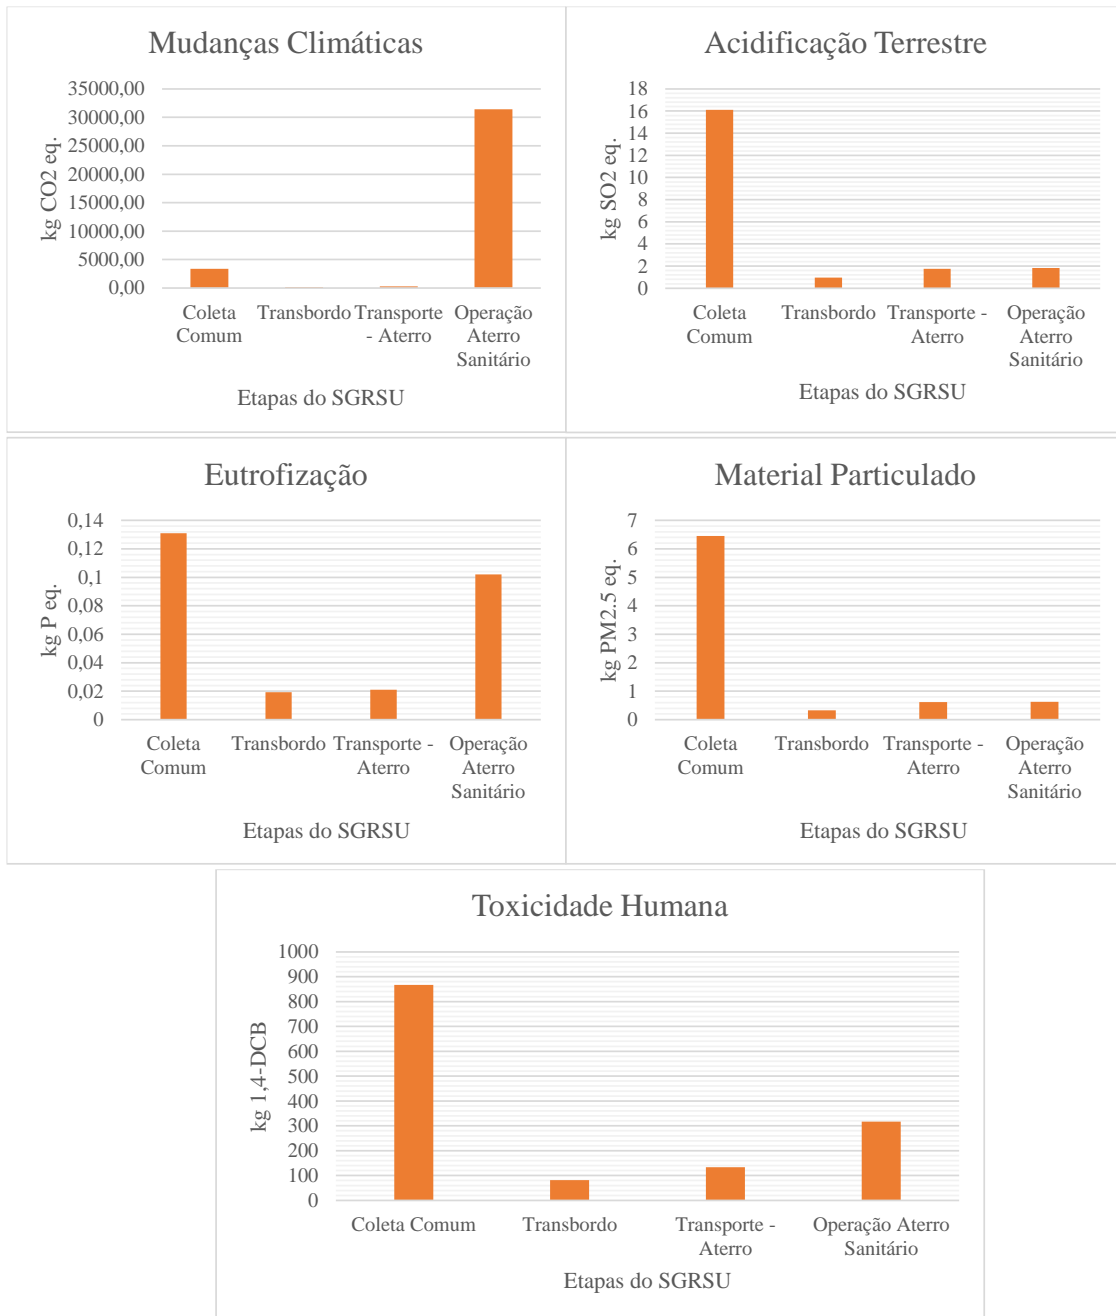 Mudanças Climáticas
kg CO2 eq.
35000,00
30000,00
25000,00
20000,00
15000,00
10000,00
5000,00
0,00
Coleta Transbordo Transporte Operação
Comum - Aterro Aterro
Sanitário
Etapas do SGRSU
Acidificação Terrestre
kg SO2 eq.
18
16
14
12
10
8
6
4
2
0
Coleta Transbordo Transporte - Operação
Comum Aterro Aterro
Sanitário
Etapas do SGRSU
Eutrofização
kg P eq.
0,14
0,12
0,1
0,08
0,06
0,04
0,02
0
Coleta Transbordo Transporte - Operação
Comum Aterro Aterro
Sanitário
Etapas do SGRSU
Material Particulado
kg PM2.5 eq.
7
6
5
4
3
2
1
0
Coleta Transbordo Transporte - Operação
Comum Aterro Aterro
Sanitário
Etapas do SGRSU
Toxicidade Humana
kg 1,4-DCB
1000
900
800
700
600
500
400
300
200
100
0
Coleta Comum Transbordo Transporte - Operação Aterro
Aterro Sanitário
Etapas do SGRSU